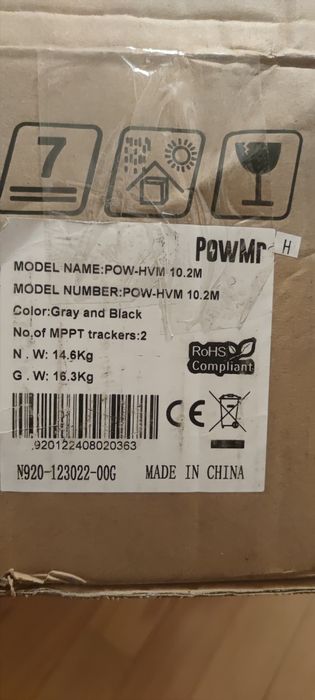 7
PowMr
H
MODEL NAME:POW-HVM 10.2M
MODEL NUMBER:POW-HVM 10.2M
Color:Gray and Black
No.of MPPT trackers:2
N . W: 14.6Kg
G . W: 16.3Kg
RoHS
Compliant
CE
920122408020363
N920-123022-00G MADE IN CHINA